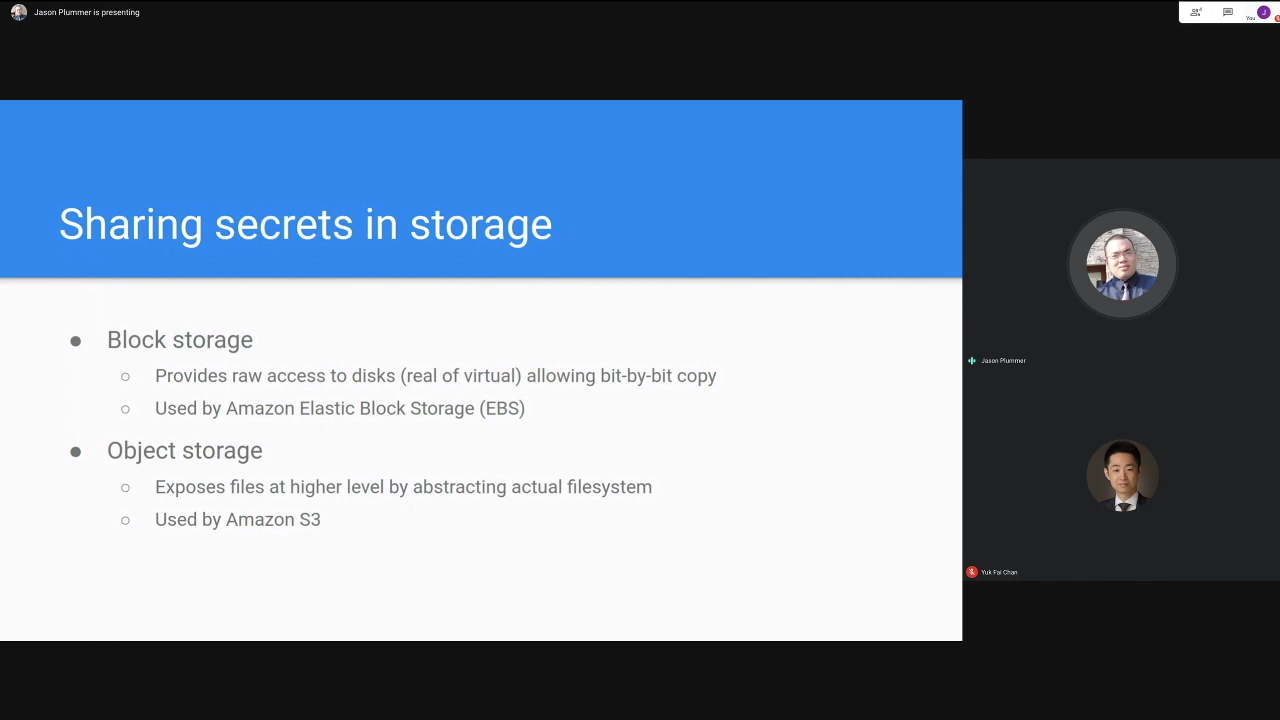 Jason Plummer is presenting
4
You
J
Sharing secrets in storage
Block storage
Provides raw access to disks (real of virtual) allowing bit-by-bit copy
Used by Amazon Elastic Block Storage (EBS)
Object storage
Exposes files at higher level by abstracting actual filesystem
Used by Amazon S3
Jason Plummer
Yuk Fai Chan